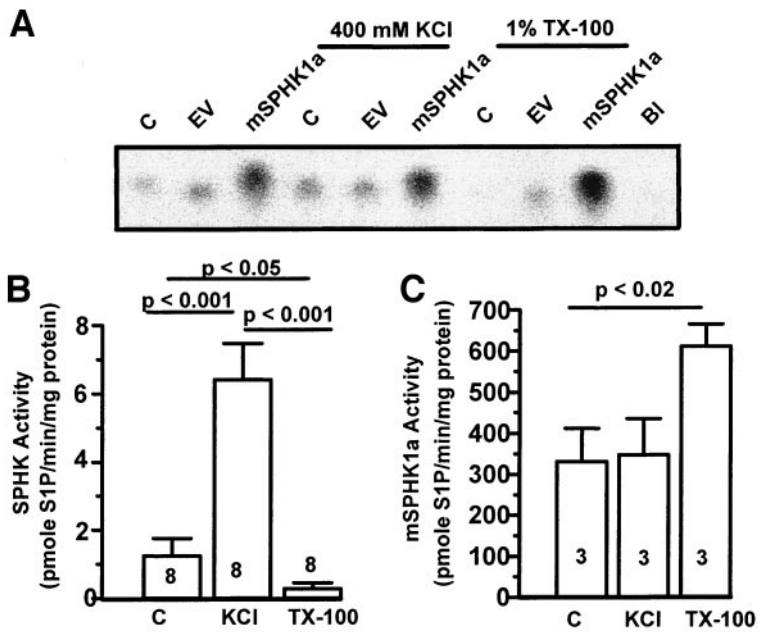 A
400 mM KCl
1% TX-100
C
EV
mSPHK1a
C
EV
mSPHK1a
C
EV
mSPHK1a
Bl
B
p < 0.05
p < 0.001
p < 0.001
SPHK Activity
(pmole S1P/min/mg protein)
8
6
4
2
0
8
8
8
C
KCl
TX-100
C
p < 0.02
mSPHK1a Activity
(pmole S1P/min/mg protein)
700
600
500
400
300
200
100
0
3
3
3
C
KCl
TX-100